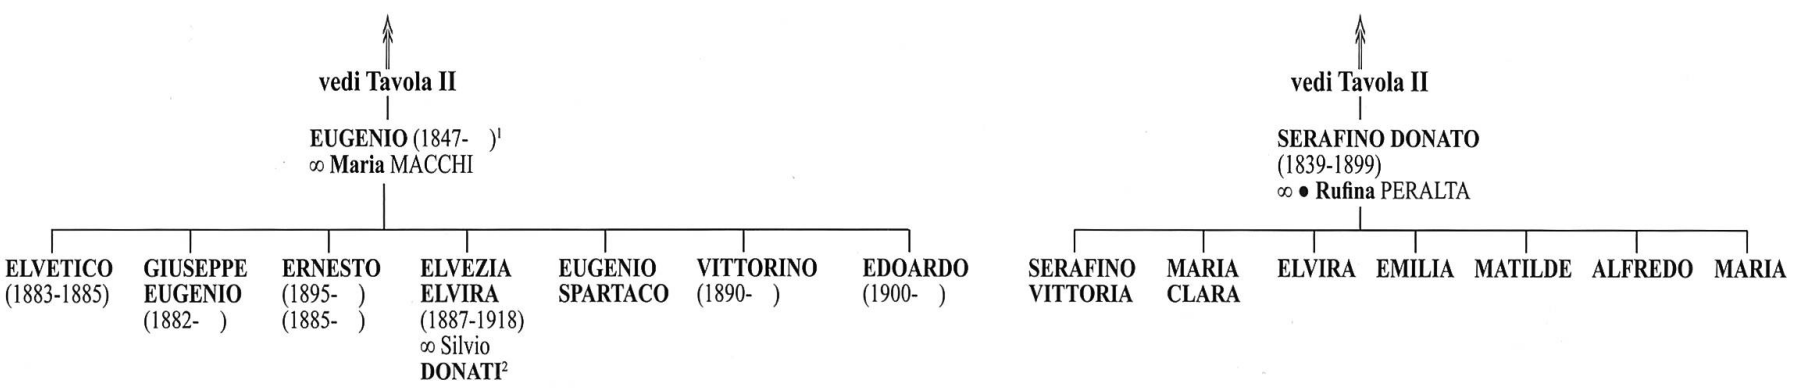 vedi Tavola II
EUGENIO (1847- )¹
∞ Maria MACCHI
ELVETICO
(1883-1885)
GIUSEPPE
EUGENIO
(1882- )
ERNESTO
(1895- )
(1885- )
ELVEZIA
ELVIRA
(1887-1918)
∞ Silvio
DONATI²
EUGENIO
SPARTACO
VITTORINO
(1890- )
EDOARDO
(1900- )
vedi Tavola II
SERAFINO DONATO
(1839-1899)
∞ ● Rufina PERALTA
SERAFINO
VITTORIA
MARIA
CLARA
ELVIRA
EMILIA
MATILDE
ALFREDO
MARIA